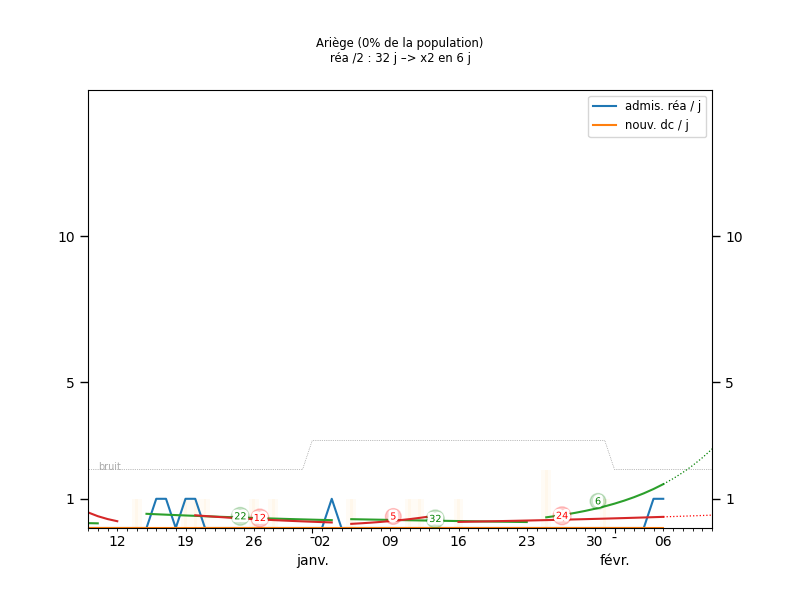 Ariège (0% de la population)
réa /2 : 32 j –> x2 en 6 j
admis. réa / j
nouv. dc / j
10 10
5 5
bruit
1 1
22 12 5 32 24 6
12 19 26 02 09 16 23 30 06
janv. févr.